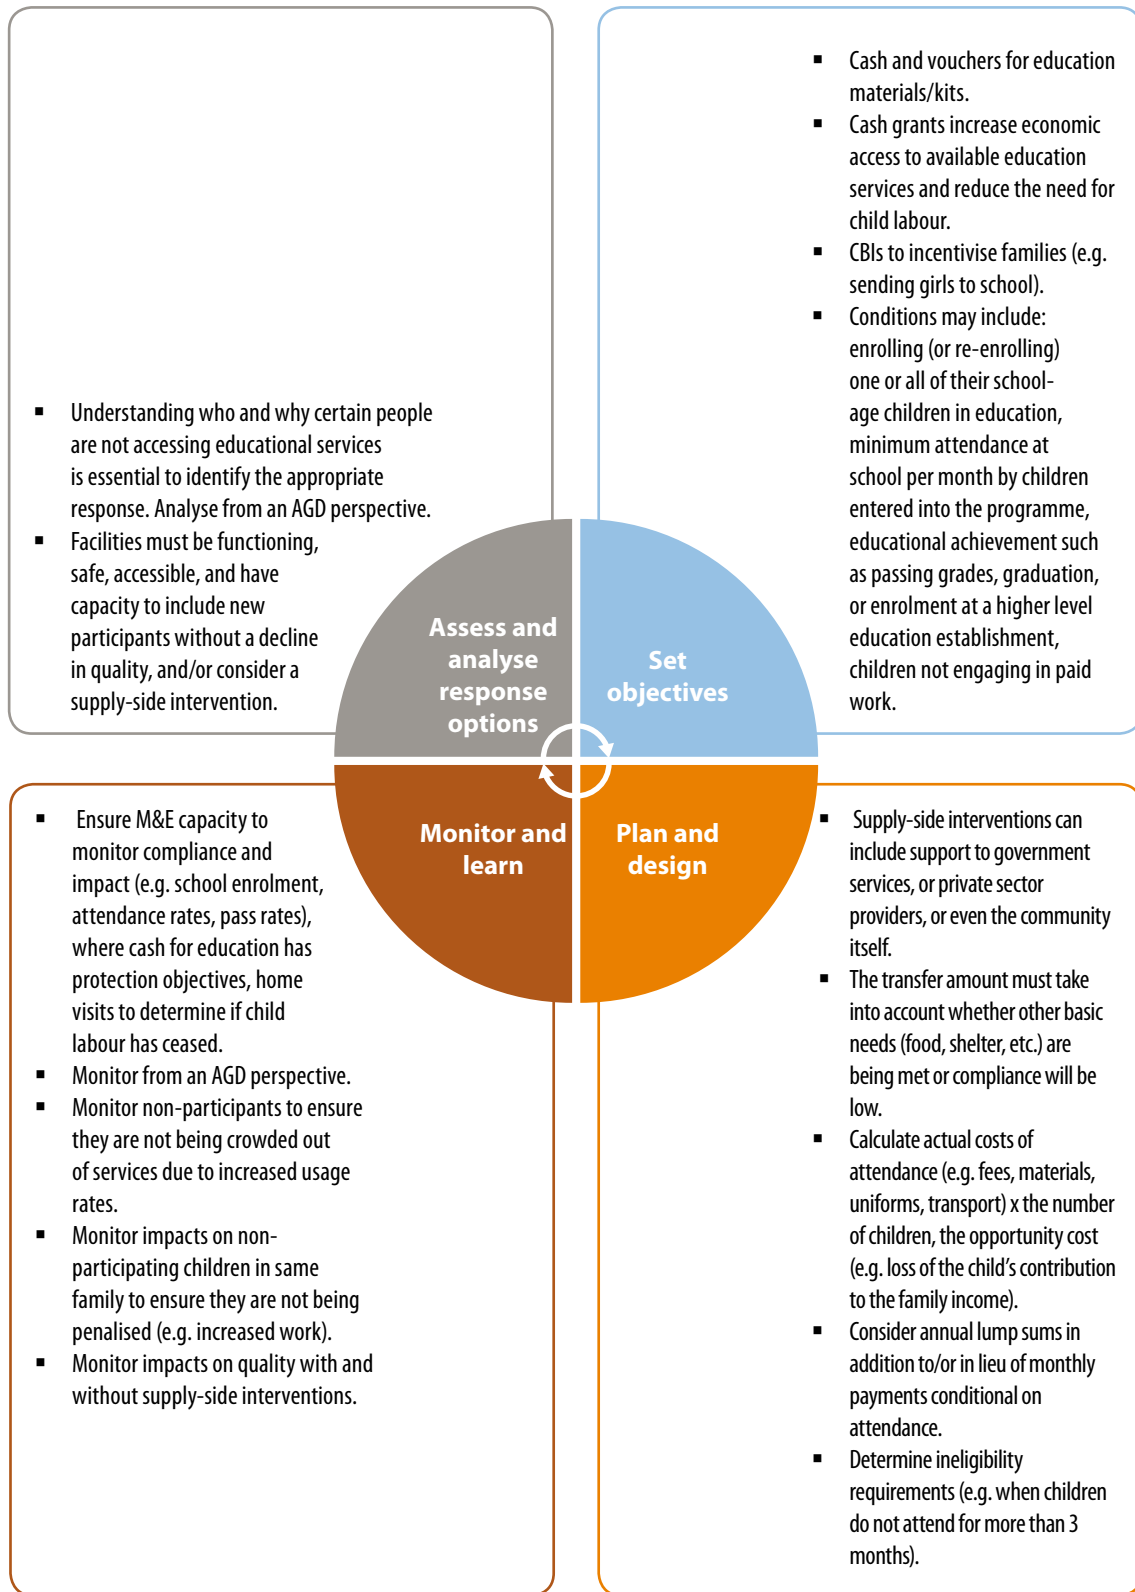 ▪ Understanding who and why certain people
are not accessing educational services
is essential to identify the appropriate
response. Analyse from an AGD perspective.
▪ Facilities must be functioning,
safe, accessible, and have
capacity to include new
participants without a decline
in quality, and/or consider a
supply-side intervention.
▪ Cash and vouchers for education
materials/kits.
▪ Cash grants increase economic
access to available education
services and reduce the need for
child labour.
▪ CBIs to incentivise families (e.g.
sending girls to school).
▪ Conditions may include:
enrolling (or re-enrolling)
one or all of their school-
age children in education,
minimum attendance at
school per month by children
entered into the programme,
educational achievement such
as passing grades, graduation,
or enrolment at a higher level
education establishment,
children not engaging in paid
work.
Assess and
analyse
response
options
Set
objectives
Monitor and
learn
Plan and
design
▪ Ensure M&E capacity to
monitor compliance and
impact (e.g. school enrolment,
attendance rates, pass rates),
where cash for education has
protection objectives, home
visits to determine if child
labour has ceased.
▪ Monitor from an AGD perspective.
▪ Monitor non-participants to ensure
they are not being crowded out
of services due to increased usage
rates.
▪ Monitor impacts on non-
participating children in same
family to ensure they are not being
penalised (e.g. increased work).
▪ Monitor impacts on quality with and
without supply-side interventions.
▪ Supply-side interventions can
include support to government
services, or private sector
providers, or even the community
itself.
▪ The transfer amount must take
into account whether other basic
needs (food, shelter, etc.) are
being met or compliance will be
low.
▪ Calculate actual costs of
attendance (e.g. fees, materials,
uniforms, transport) x the number
of children, the opportunity cost
(e.g. loss of the child's contribution
to the family income).
▪ Consider annual lump sums in
addition to/or in lieu of monthly
payments conditional on
attendance.
▪ Determine ineligibility
requirements (e.g. when children
do not attend for more than 3
months).